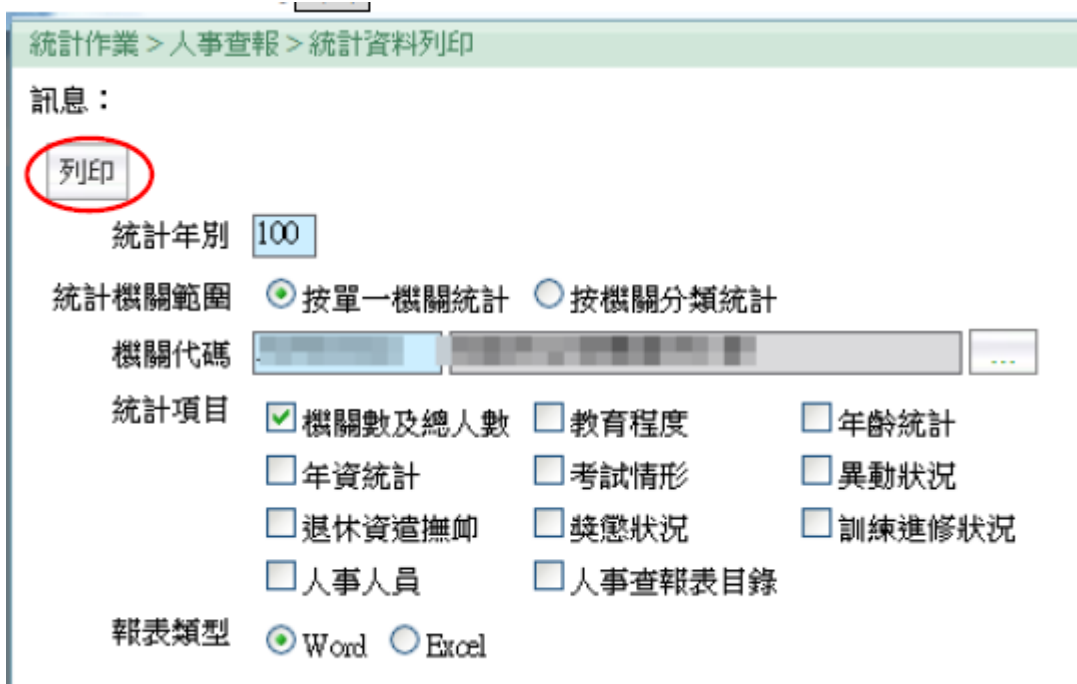 統計作業 > 人事查報 > 統計資料列印
訊息：
列印
統計年別 100
統計機關範圍 按單一機關統計 按機關分類統計
機關代碼 ...
統計項目 機關數及總人數 教育程度 年齡統計
年資統計 考試情形 異動狀況
退休資遣撫卹 獎懲狀況 訓練進修狀況
人事人員 人事查報表目錄
報表類型 Word Excel